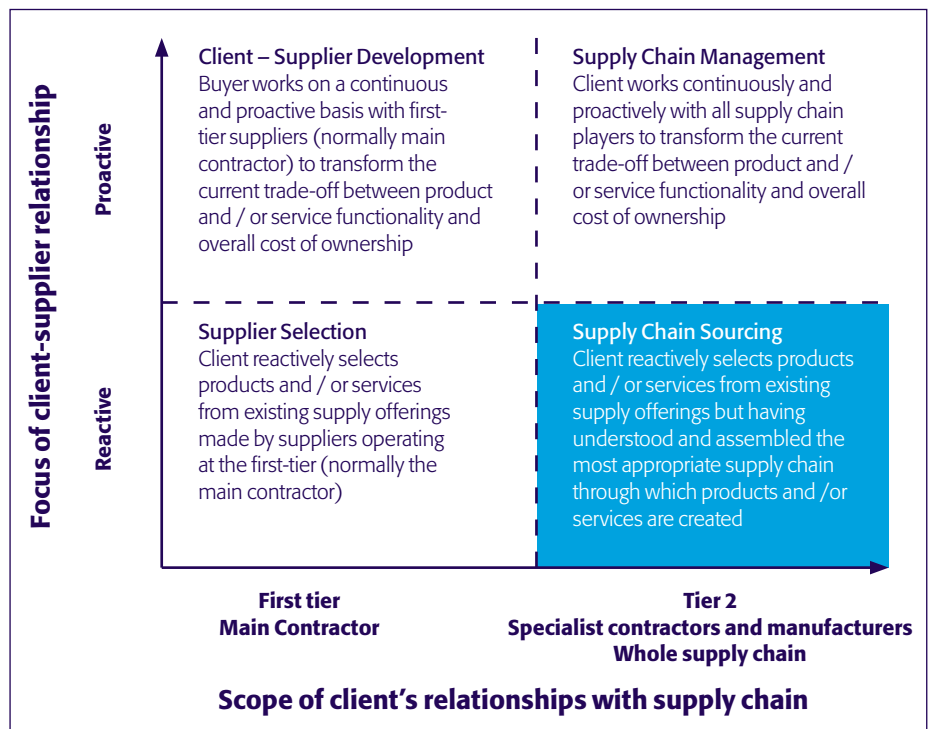 Focus of client-supplier relationship
Proactive
Client – Supplier Development
Buyer works on a continuous
and proactive basis with first-
tier suppliers (normally main
contractor) to transform the
current trade-off between product
and / or service functionality and
overall cost of ownership
Supply Chain Management
Client works continuously and
proactively with all supply chain
players to transform the current
trade-off between product and /
or service functionality and overall
cost of ownership
Reactive
Supplier Selection
Client reactively selects
products and / or services
from existing supply offerings
made by suppliers operating
at the first-tier (normally the
main contractor)
Supply Chain Sourcing
Client reactively selects products
and / or services from existing
supply offerings but having
understood and assembled the
most appropriate supply chain
through which products and /or
services are created
First tier
Main Contractor
Tier 2
Specialist contractors and manufacturers
Whole supply chain
Scope of client's relationships with supply chain